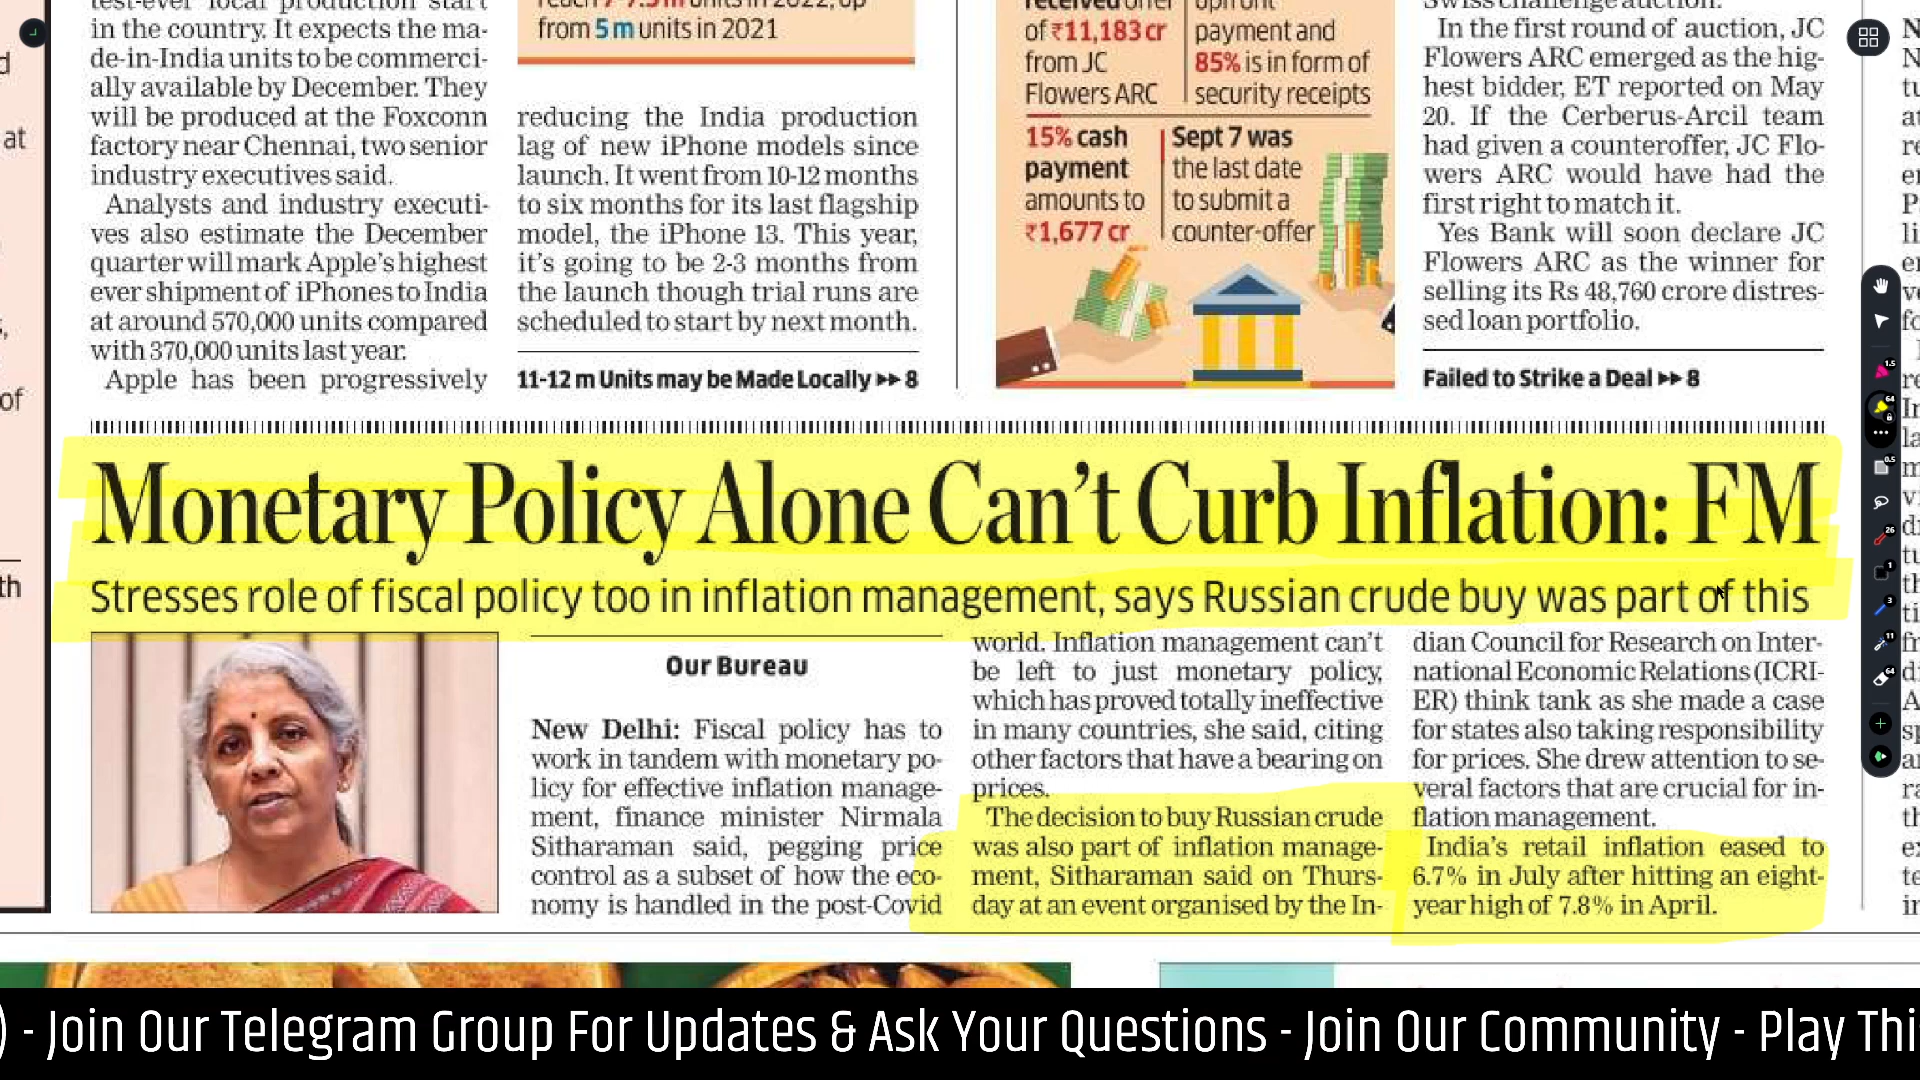 in the country. It expects the ma-
de-in-India units to be commerci-
ally available by December. They
will be produced at the Foxconn
factory near Chennai, two senior
industry executives said.
Analysts and industry executi-
ves also estimate the December
quarter will mark Apple's highest
ever shipment of iPhones to India
at around 570,000 units compared
with 370,000 units last year.
Apple has been progressively
from 5 m units in 2021
reducing the India production
lag of new iPhone models since
launch. It went from 10-12 months
to six months for its last flagship
model, the iPhone 13. This year,
it's going to be 2-3 months from
the launch though trial runs are
scheduled to start by next month.
11-12 m Units may be Made Locally ▸▸ 8
received offer
of ₹11,183 cr
from JC
Flowers ARC
upfront
payment and
85% is in form of
security receipts
15% cash
payment
amounts to
₹1,677 cr
Sept 7 was
the last date
to submit a
counter-offer
Swiss challenge auction.
In the first round of auction, JC
Flowers ARC emerged as the hig-
hest bidder, ET reported on May
20. If the Cerberus-Arcil team
had given a counteroffer, JC Flo-
wers ARC would have had the
first right to match it.
Yes Bank will soon declare JC
Flowers ARC as the winner for
selling its Rs 48,760 crore distres-
sed loan portfolio.
Failed to Strike a Deal ▸▸ 8
Monetary Policy Alone Can't Curb Inflation: FM
Stresses role of fiscal policy too in inflation management, says Russian crude buy was part of this
Our Bureau
New Delhi: Fiscal policy has to
work in tandem with monetary po-
licy for effective inflation manage-
ment, finance minister Nirmala
Sitharaman said, pegging price
control as a subset of how the eco-
nomy is handled in the post-Covid
world. Inflation management can't
be left to just monetary policy,
which has proved totally ineffective
in many countries, she said, citing
other factors that have a bearing on
prices.
The decision to buy Russian crude
was also part of inflation manage-
ment, Sitharaman said on Thurs-
day at an event organised by the In-
dian Council for Research on Inter-
national Economic Relations (ICRI-
ER) think tank as she made a case
for states also taking responsibility
for prices. She drew attention to se-
veral factors that are crucial for in-
flation management.
India's retail inflation eased to
6.7% in July after hitting an eight-
year high of 7.8% in April.
) - Join Our Telegram Group For Updates & Ask Your Questions - Join Our Community - Play Thi